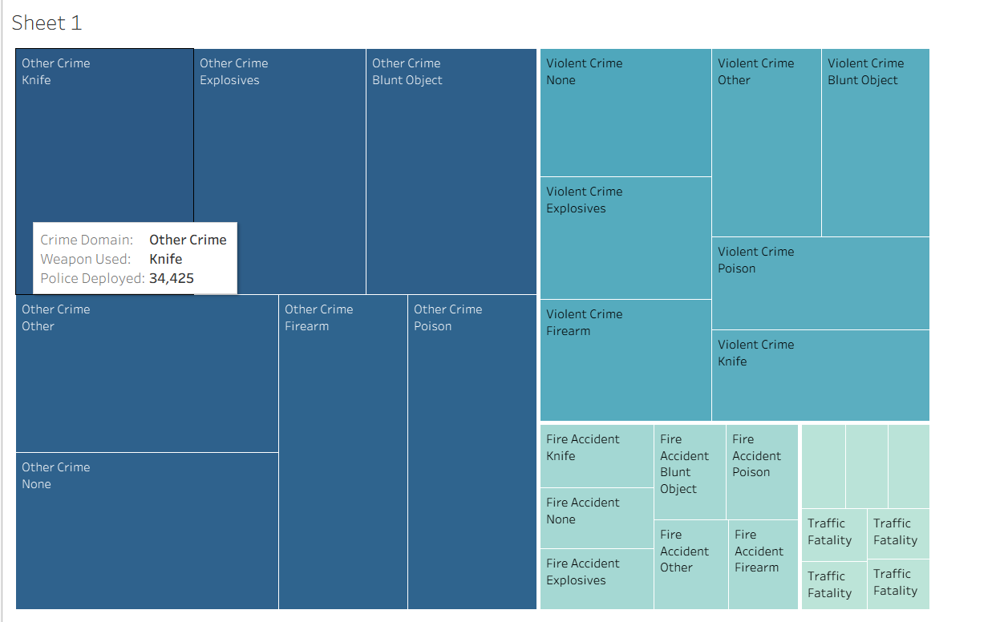 Sheet 1
Other Crime
Knife
Other Crime
Explosives
Other Crime
Blunt Object
Crime Domain: Other Crime
Weapon Used: Knife
Police Deployed: 34,425
Other Crime
Other
Other Crime
None
Other Crime
Firearm
Other Crime
Poison
Violent Crime
None
Violent Crime
Explosives
Violent Crime
Firearm
Violent Crime
Other
Violent Crime
Blunt Object
Violent Crime
Poison
Violent Crime
Knife
Fire Accident
Knife
Fire Accident
None
Fire Accident
Explosives
Fire
Accident
Blunt
Object
Fire
Accident
Poison
Fire
Accident
Other
Fire
Accident
Firearm
Traffic
Fatality
Traffic
Fatality
Traffic
Fatality
Traffic
Fatality